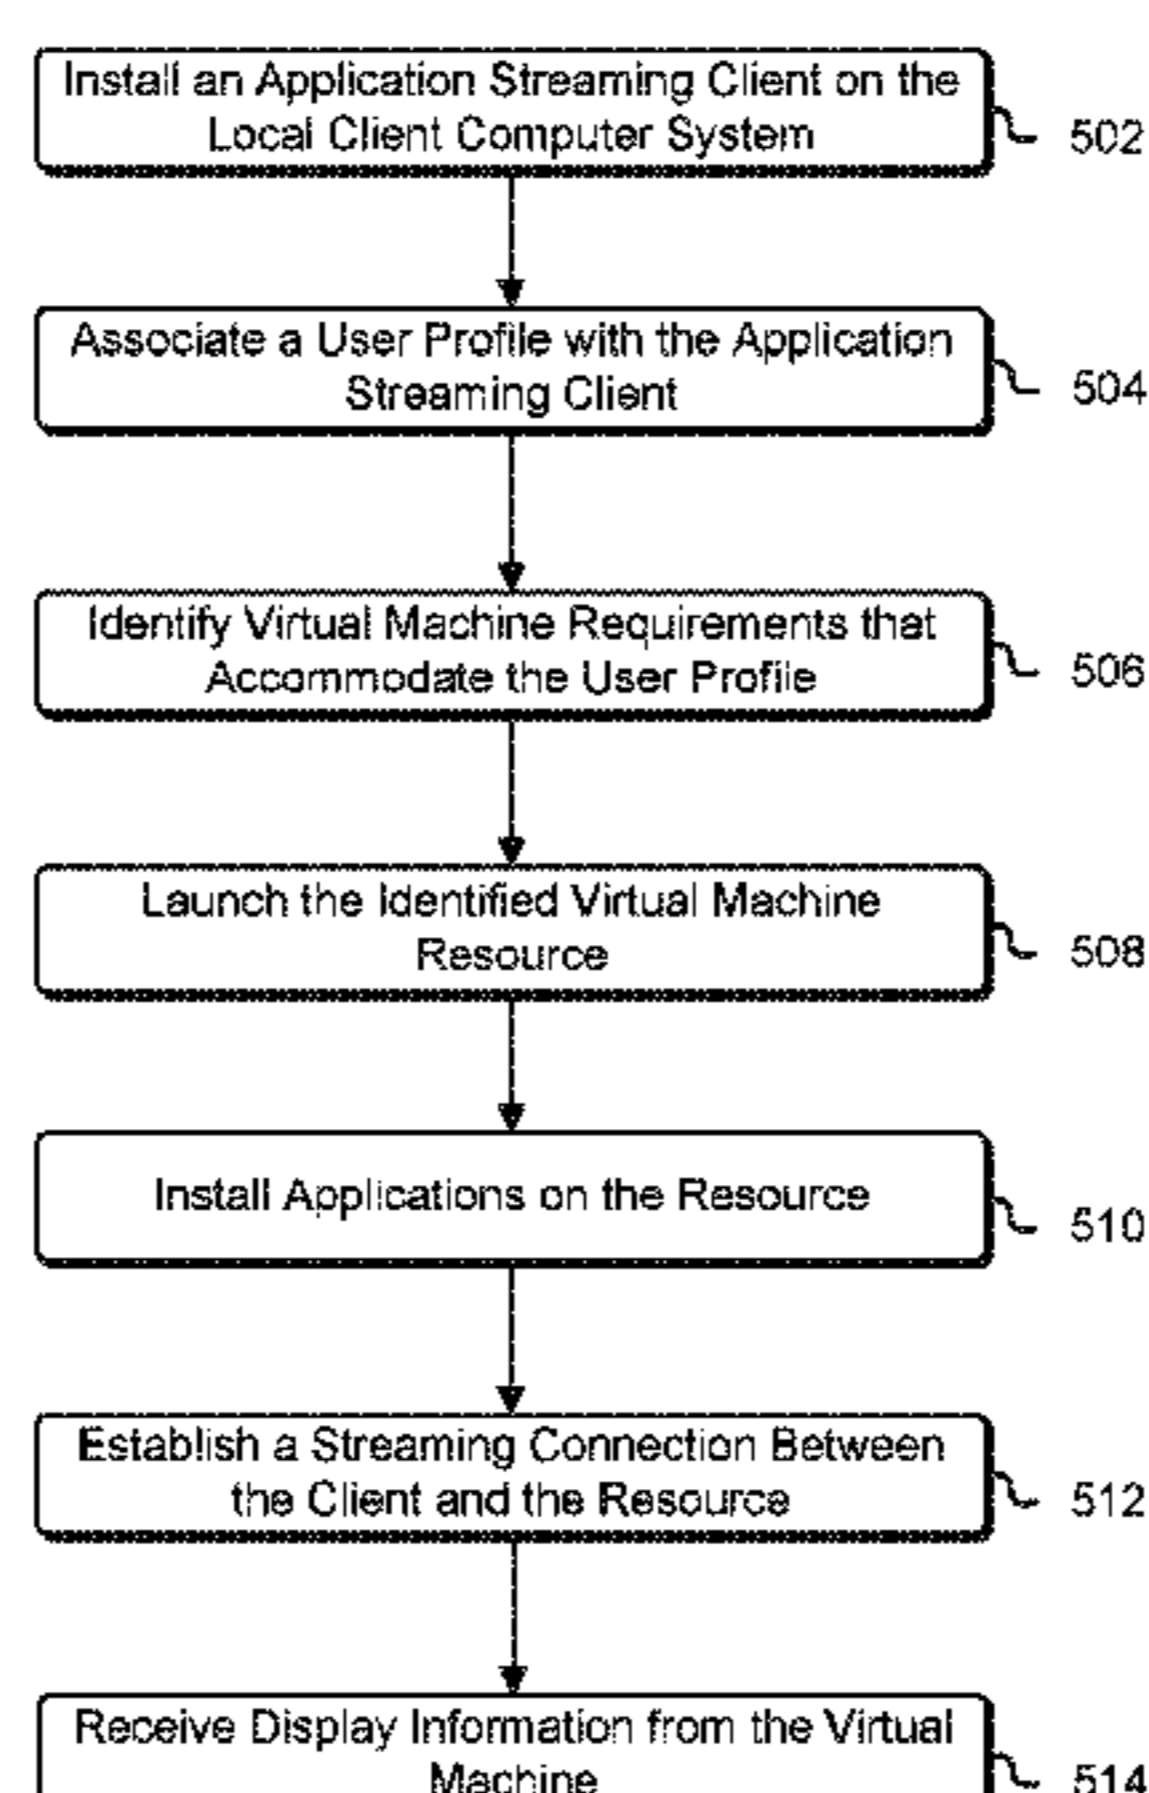 Install an Application Streaming Client on the
Local Client Computer System
502
Associate a User Profile with the Application
Streaming Client
504
Identify Virtual Machine Requirements that
Accommodate the User Profile
506
Launch the Identified Virtual Machine
Resource
508
Install Applications on the Resource
510
Establish a Streaming Connection Between
the Client and the Resource
512
Receive Display Information from the Virtual
Machine
514